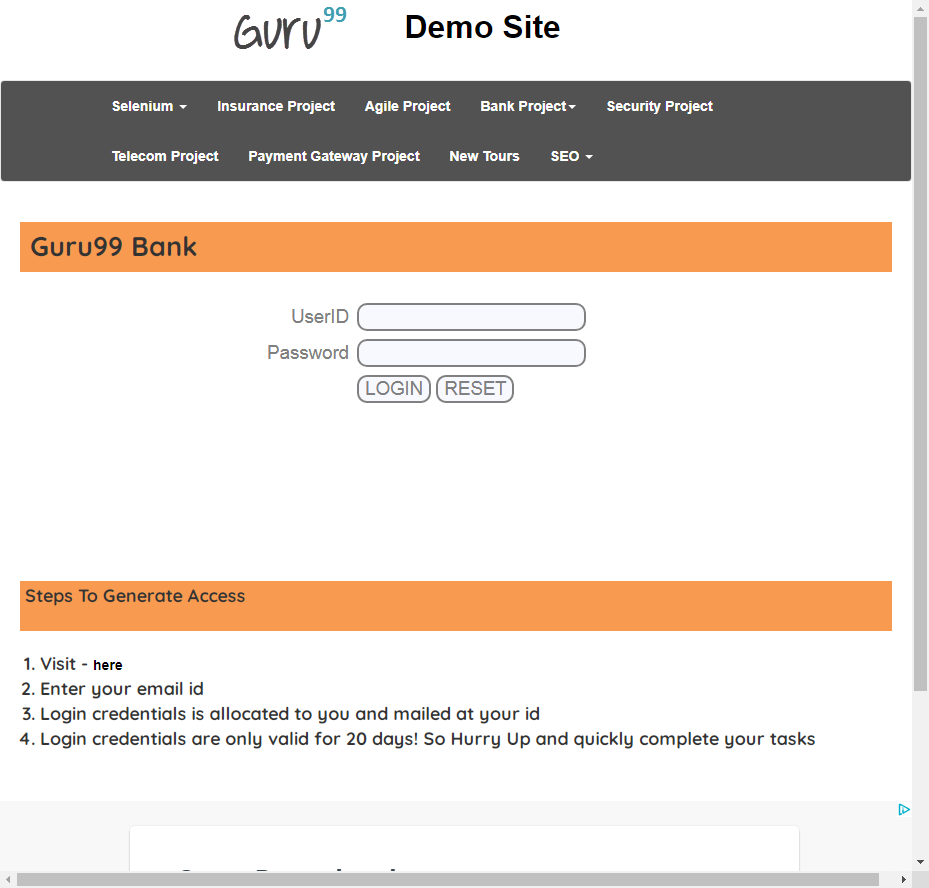 Guru99 Demo Site
Selenium Insurance Project Agile Project Bank Project Security Project
Telecom Project Payment Gateway Project New Tours SEO
Guru99 Bank
UserID
Password
LOGIN RESET
Steps To Generate Access
1. Visit - here
2. Enter your email id
3. Login credentials is allocated to you and mailed at your id
4. Login credentials are only valid for 20 days! So Hurry Up and quickly complete your tasks